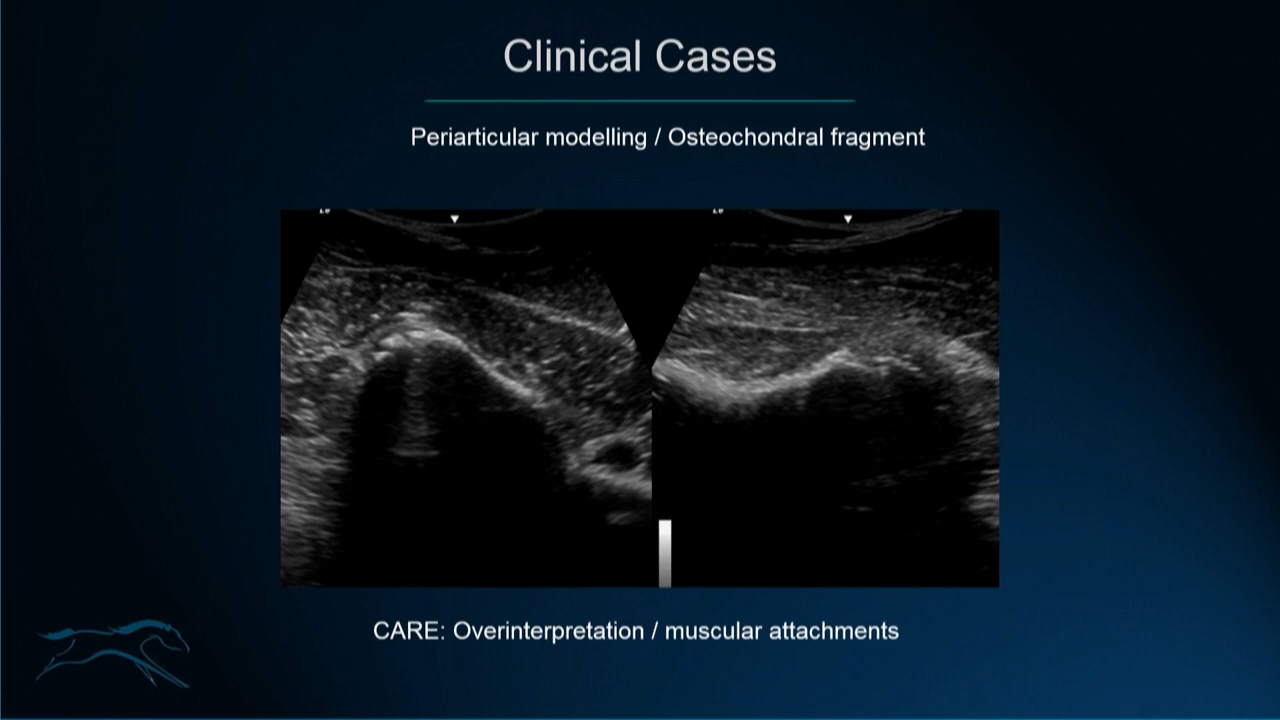 Clinical Cases
Periarticular modelling / Osteochondral fragment
CARE: Overinterpretation / muscular attachments